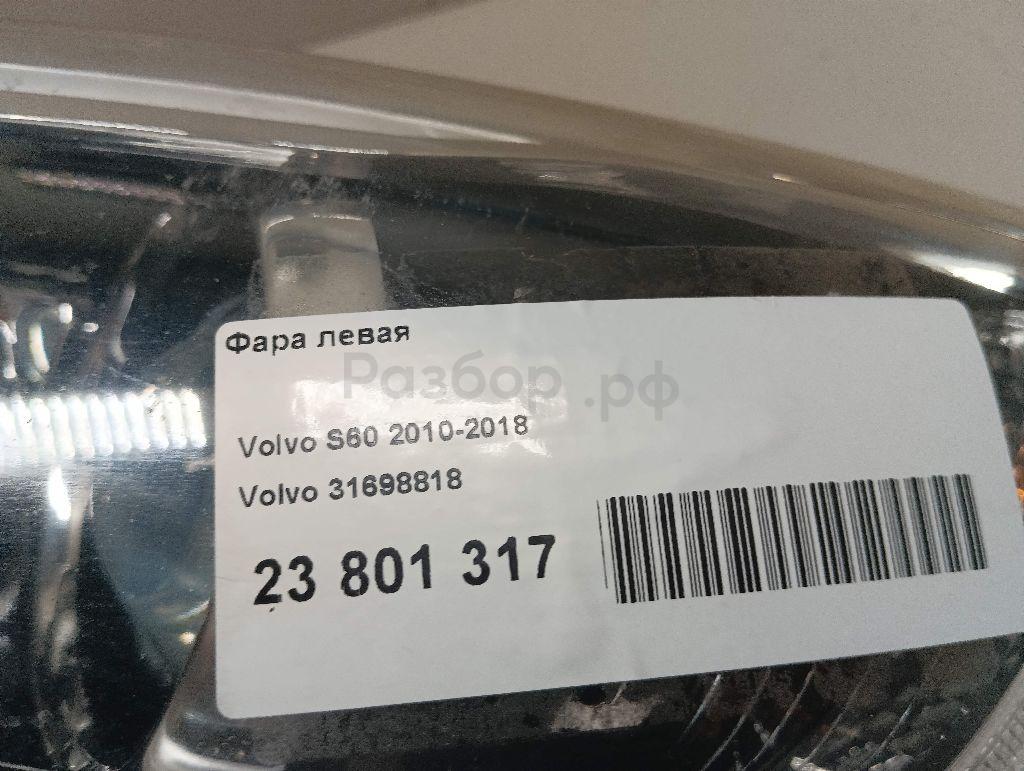 Фара левая
Разбор.рф
Volvo S60 2010-2018
Volvo 31698818
23 801 317